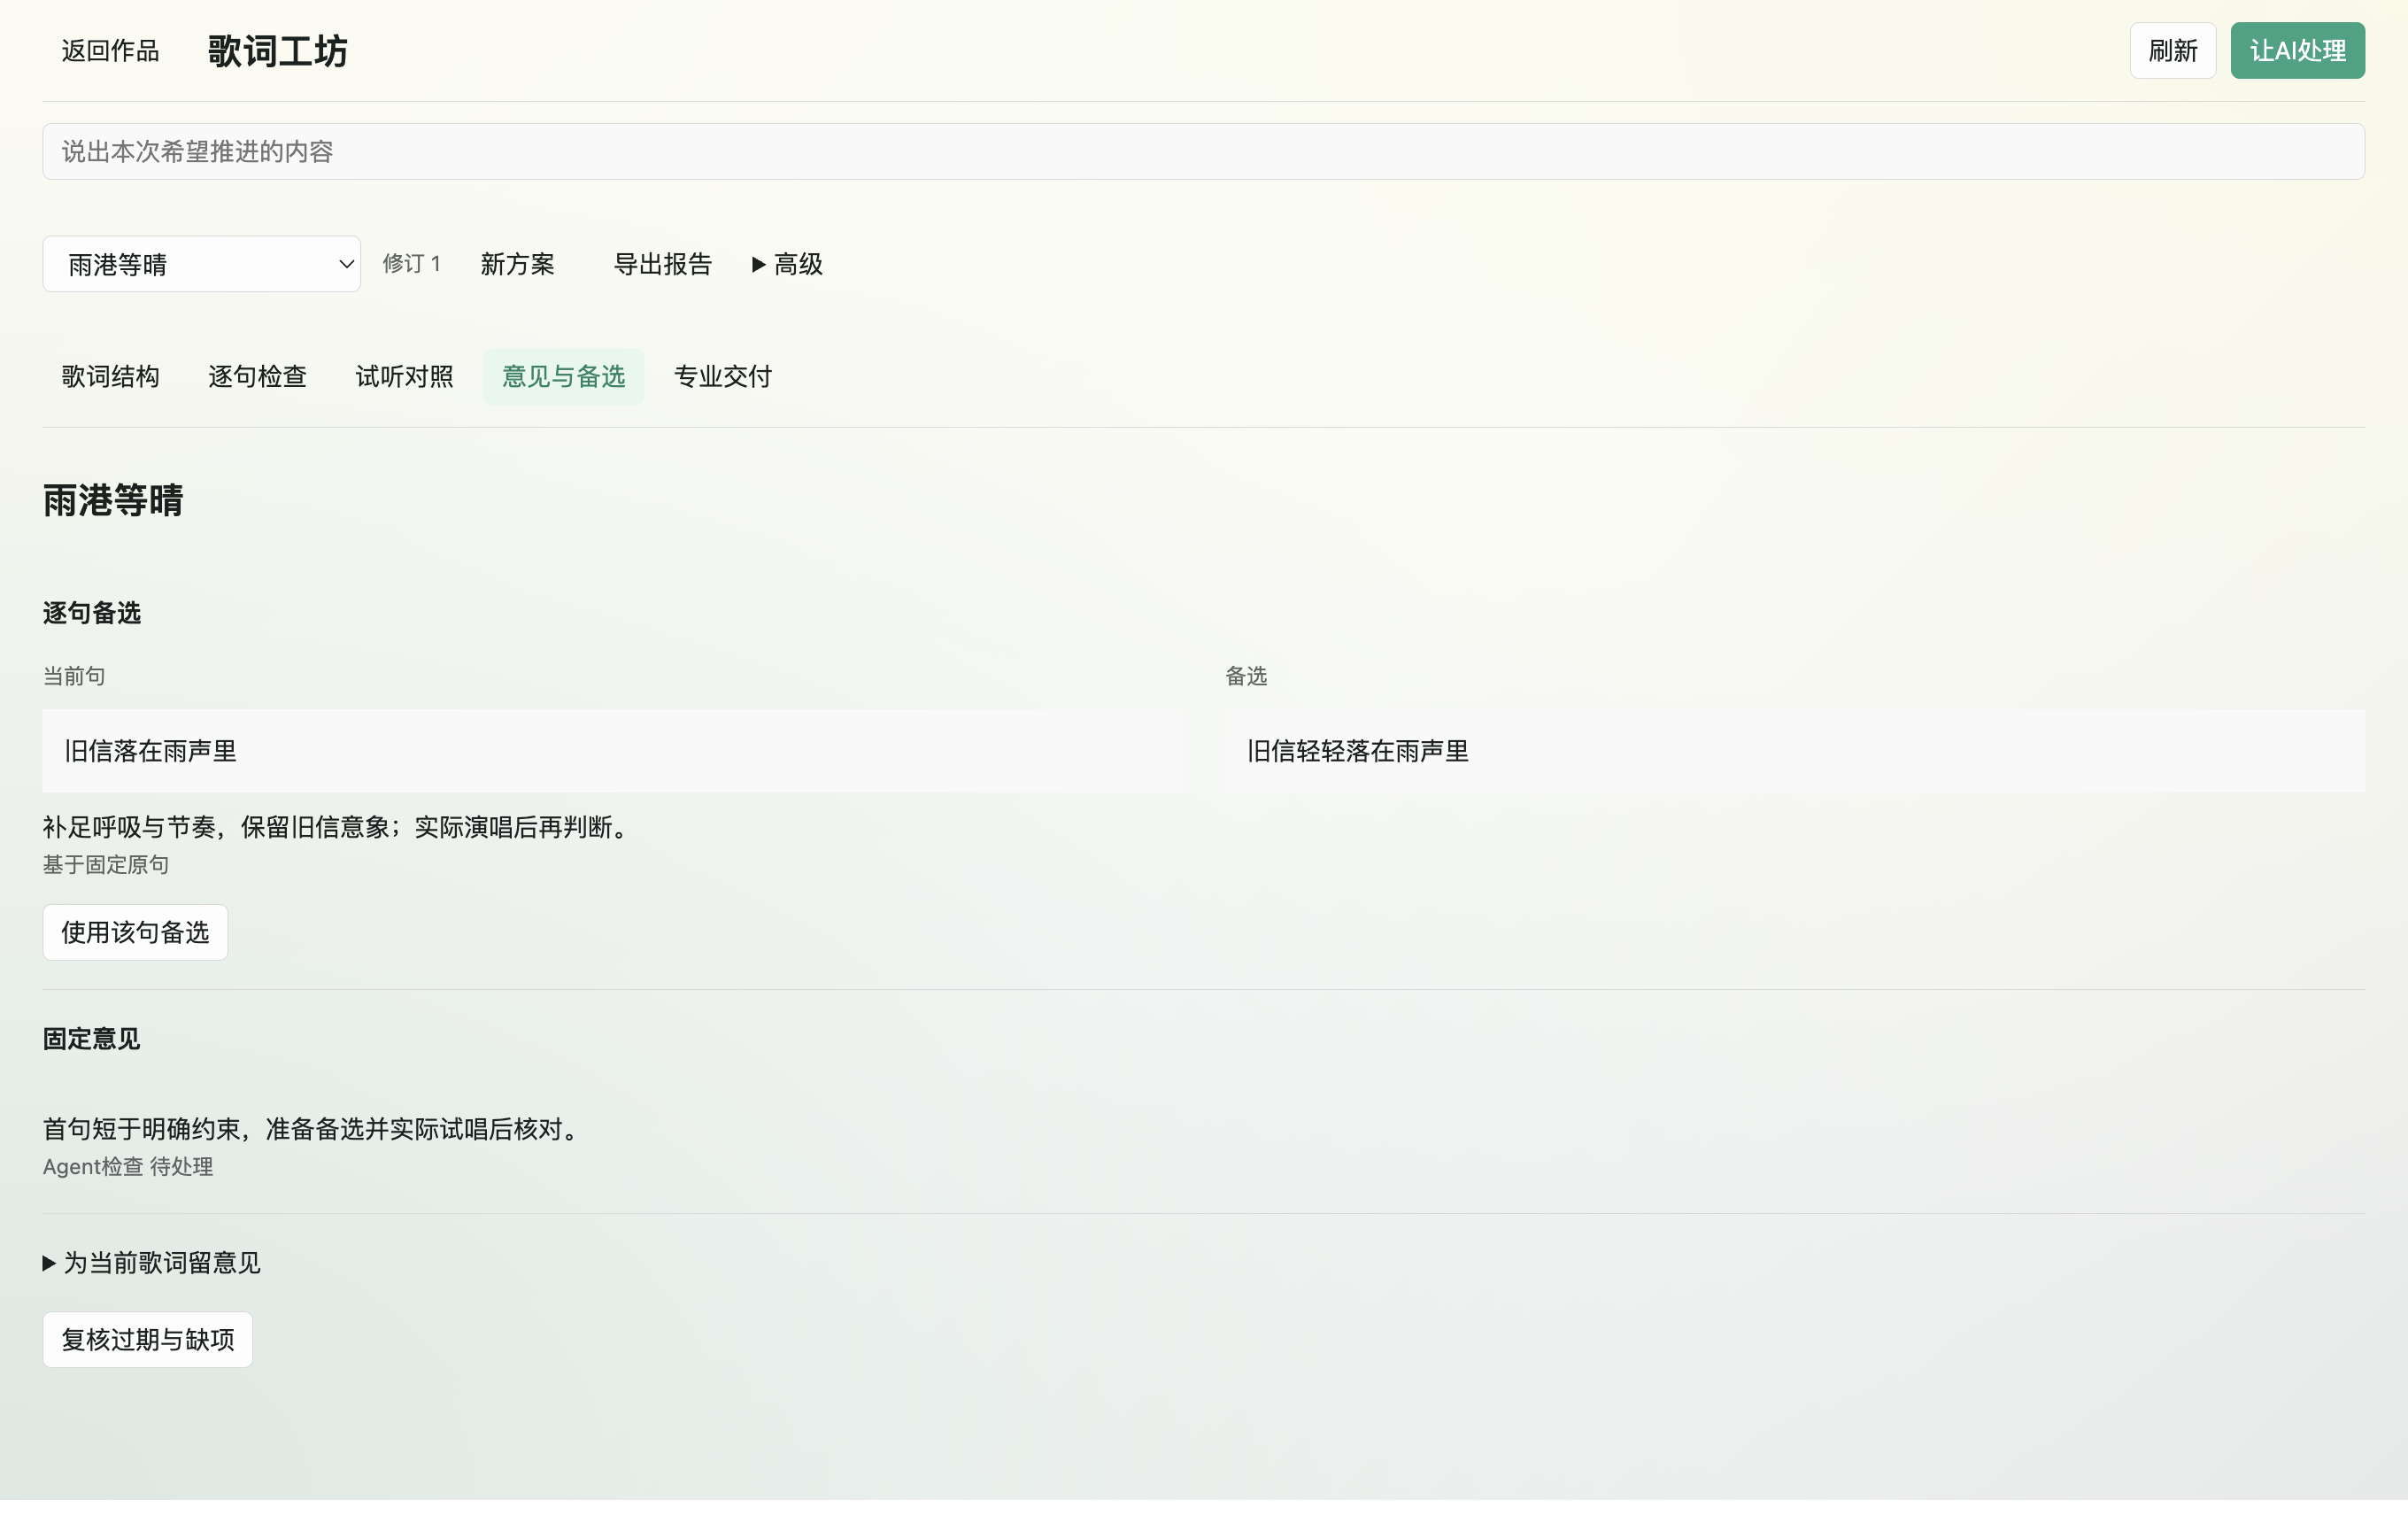 返回作品 歌词工坊 刷新 让AI处理
说出本次希望推进的内容
雨港等晴 修订 1 新方案 导出报告 ▶ 高级
歌词结构 逐句检查 试听对照 意见与备选 专业交付
雨港等晴
逐句备选
当前句 备选
旧信落在雨声里 旧信轻轻落在雨声里
补足呼吸与节奏，保留旧信意象；实际演唱后再判断。
基于固定原句
使用该句备选
固定意见
首句短于明确约束，准备备选并实际试唱后核对。
Agent检查 待处理
▶ 为当前歌词留意见
复核过期与缺项